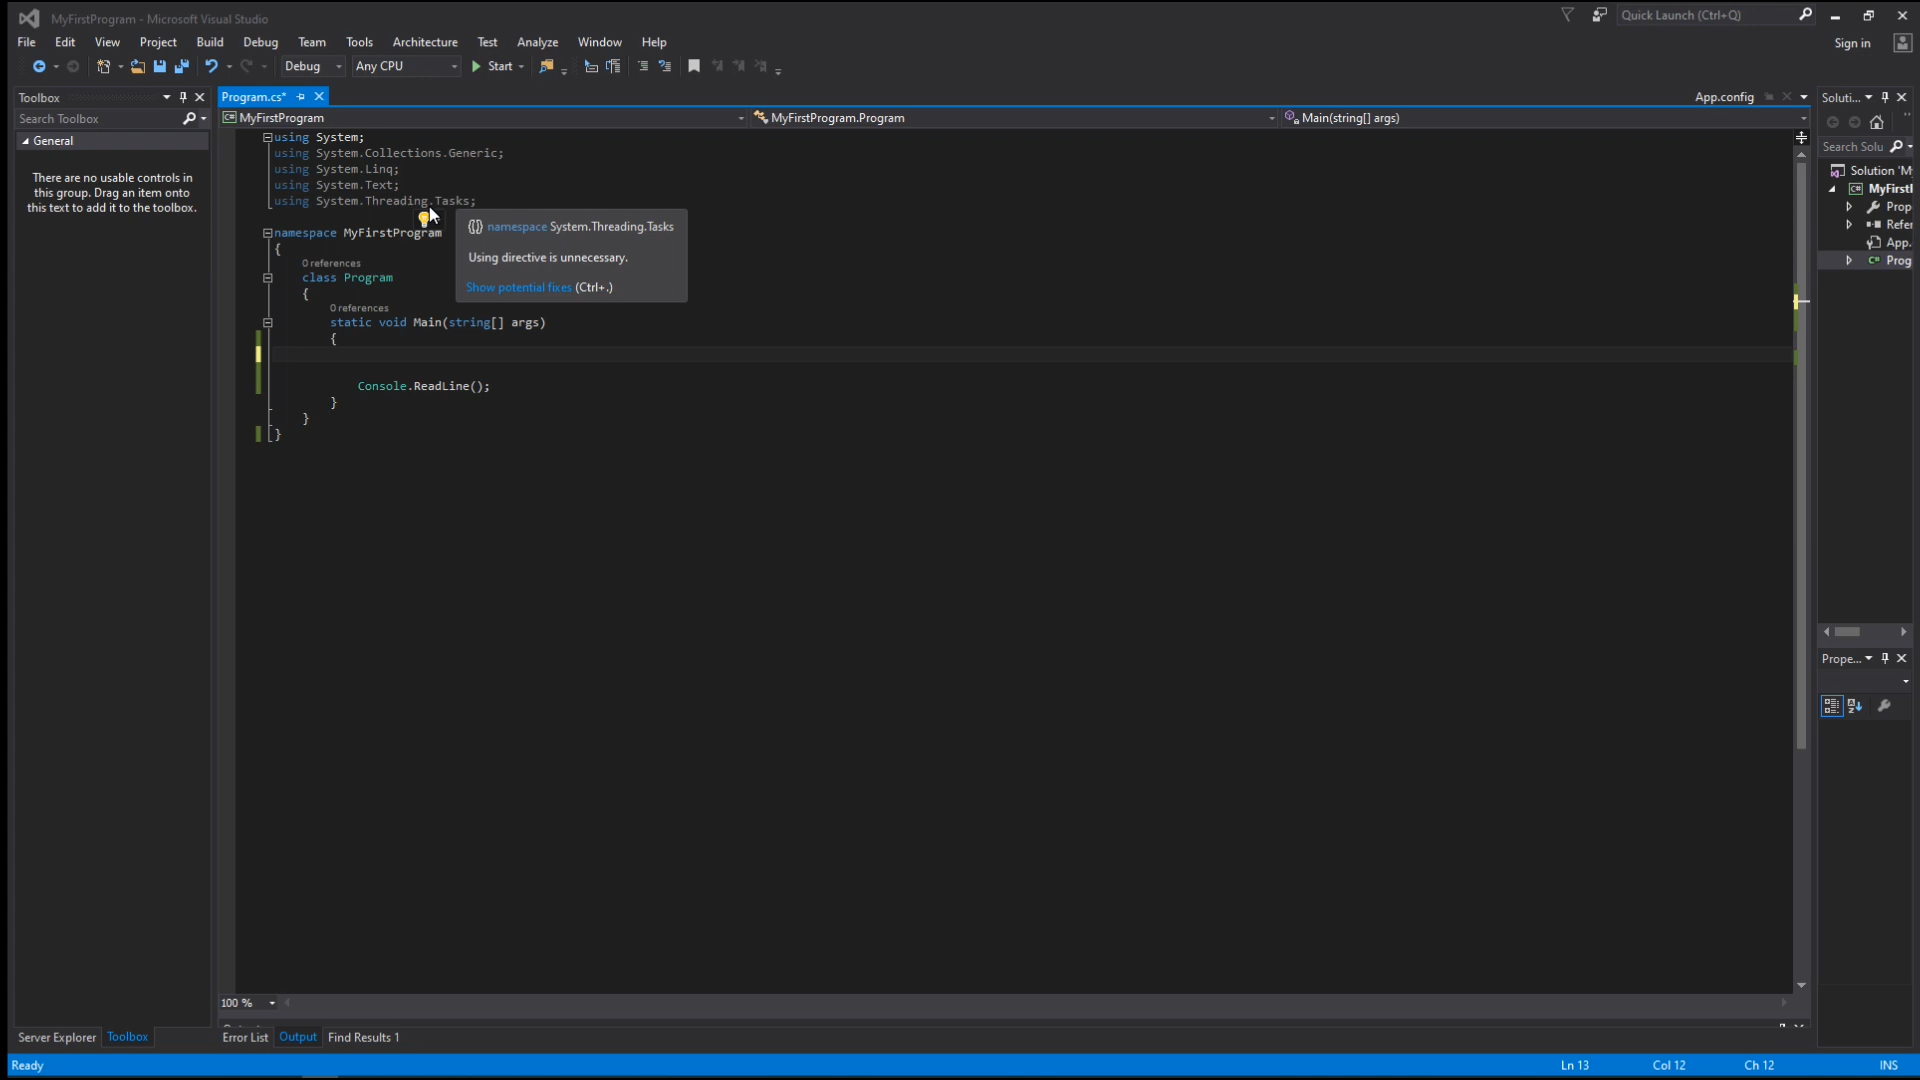 MyFirstProgram - Microsoft Visual Studio
Quick Launch (Ctrl+Q)
File Edit View Project Build Debug Team Tools Architecture Test Analyze Window Help
Sign in
Debug Any CPU Start
Toolbox
Program.cs*
App.config
Soluti...
Search Toolbox
MyFirstProgram
MyFirstProgram.Program
Main(string[] args)
General
There are no usable controls in
this group. Drag an item onto
this text to add it to the toolbox.
using System;
using System.Collections.Generic;
using System.Linq;
using System.Text;
using System.Threading.Tasks;
namespace MyFirstProgram
{
0 references
class Program
{
0 references
static void Main(string[] args)
{
Console.ReadLine();
}
}
}
{} namespace System.Threading.Tasks
Using directive is unnecessary.
Show potential fixes (Ctrl+.)
Search Solu
Solution 'M
MyFirstI
Prop
Refer
App.
Prog
Prope...
100 %
Server Explorer Toolbox
Error List Output Find Results 1
Ready
Ln 13 Col 12 Ch 12 INS